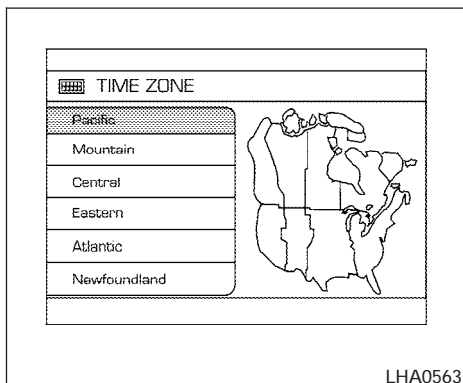 TIME ZONE
Pacific
Mountain
Central
Eastern
Atlantic
Newfoundland
LHA0563